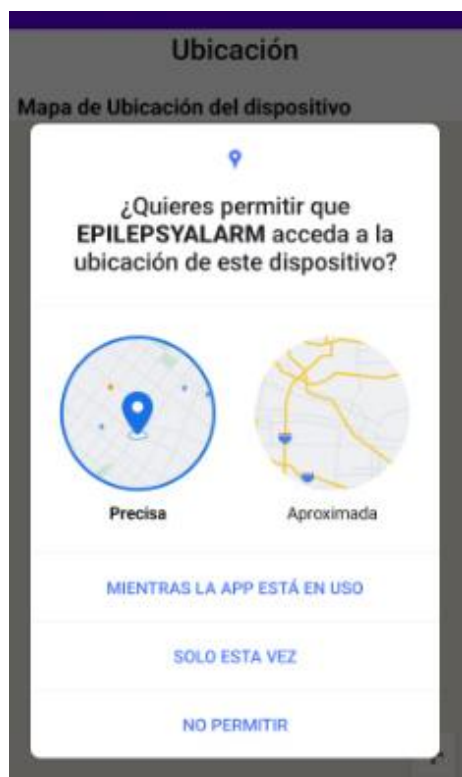 Ubicación
Mapa de Ubicación del dispositivo
¿Quieres permitir que
EPILEPSYALARM acceda a la
ubicación de este dispositivo?
Precisa
Aproximada
MIENTRAS LA APP ESTÁ EN USO
SOLO ESTA VEZ
NO PERMITIR